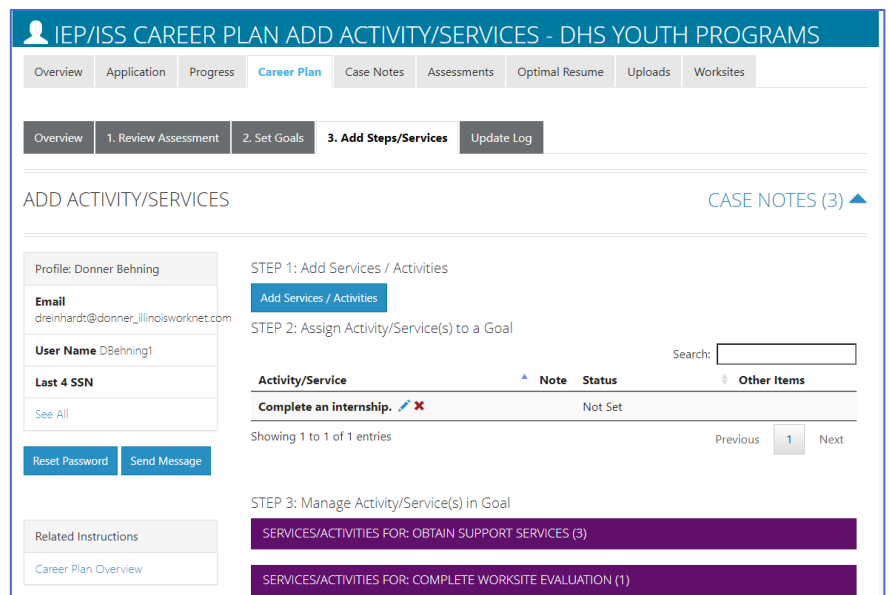 IEP/ISS CAREER PLAN ADD ACTIVITY/SERVICES - DHS YOUTH PROGRAMS
Overview Application Progress Career Plan Case Notes Assessments Optimal Resume Uploads Worksites
Overview 1. Review Assessment 2. Set Goals 3. Add Steps/Services Update Log
ADD ACTIVITY/SERVICES
CASE NOTES (3)
Profile: Donner Behning
Email
dreinhardt@donner_illinoisworknet.com
User Name DBehning1
Last 4 SSN
See All
Reset Password Send Message
Related Instructions
Career Plan Overview
STEP 1: Add Services / Activities
Add Services / Activities
STEP 2: Assign Activity/Service(s) to a Goal
Search:
Activity/Service Note Status Other Items
Complete an internship. Not Set
Showing 1 to 1 of 1 entries
Previous 1 Next
STEP 3: Manage Activity/Service(s) in Goal
SERVICES/ACTIVITIES FOR: OBTAIN SUPPORT SERVICES (3)
SERVICES/ACTIVITIES FOR: COMPLETE WORKSITE EVALUATION (1)